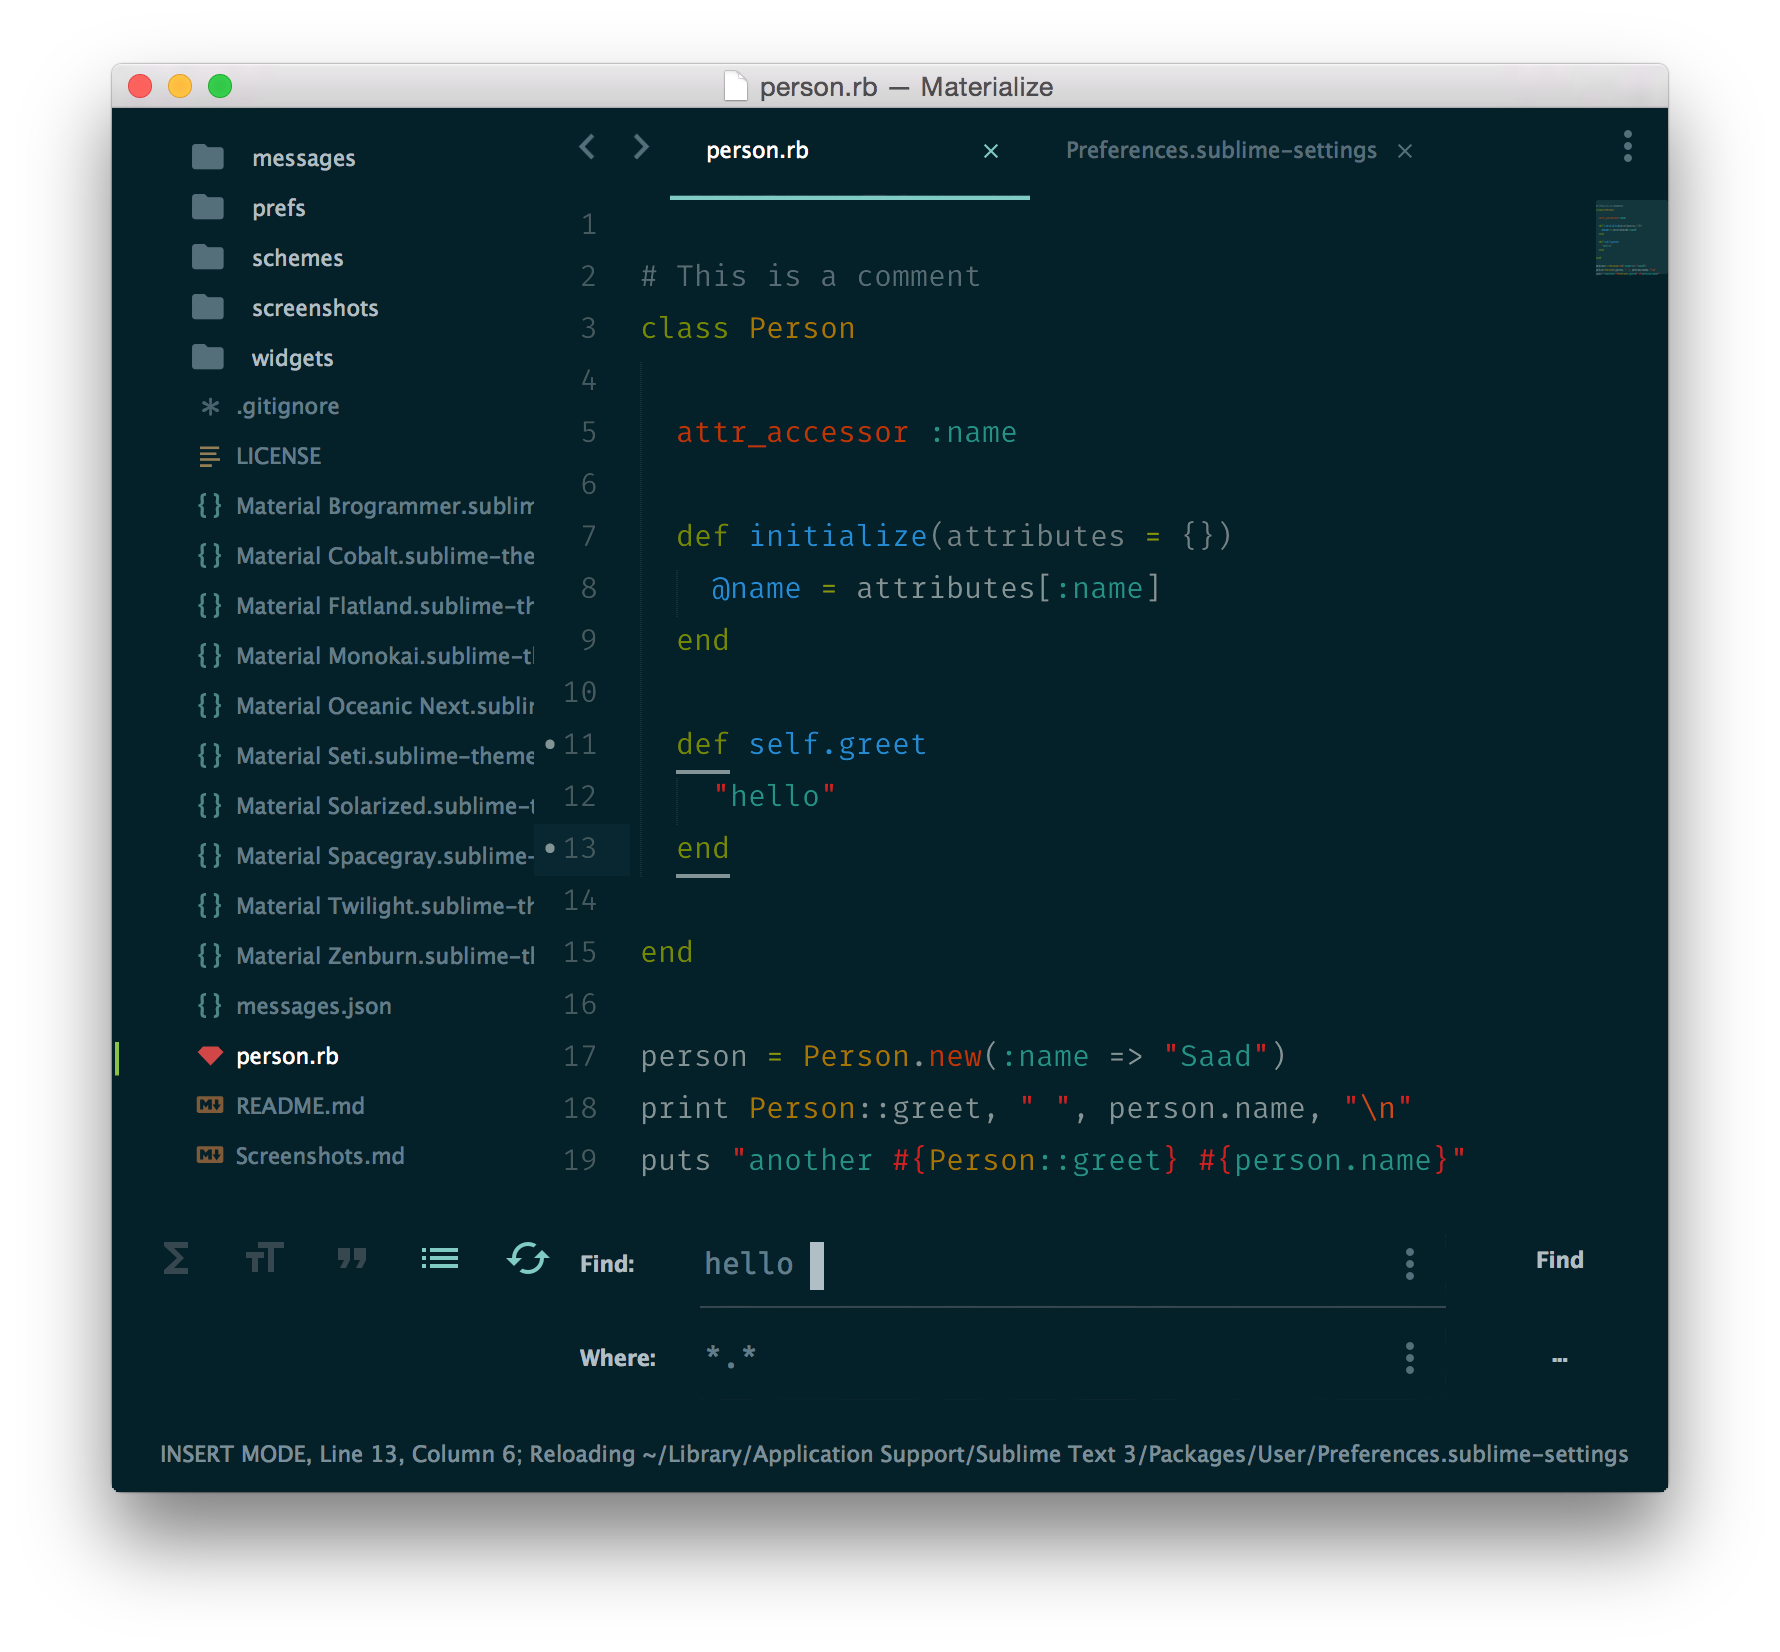 person.rb — Materialize
messages
prefs
schemes
screenshots
widgets
.gitignore
LICENSE
Material Brogrammer.sublim
Material Cobalt.sublime-the
Material Flatland.sublime-th
Material Monokai.sublime-t
Material Oceanic Next.sublir
Material Seti.sublime-theme
Material Solarized.sublime-t
Material Spacegray.sublime-
Material Twilight.sublime-th
Material Zenburn.sublime-t
messages.json
person.rb
README.md
Screenshots.md
person.rb × Preferences.sublime-settings ×
1
2 # This is a comment
3 class Person
4
5 attr_accessor :name
6
7 def initialize(attributes = {})
8 @name = attributes[:name]
9 end
10
11 def self.greet
12 "hello"
13 end
14
15 end
16
17 person = Person.new(:name => "Saad")
18 print Person::greet, " ", person.name, "\n"
19 puts "another #{Person::greet} #{person.name}"
Find: hello Find
Where: *.* ...
INSERT MODE, Line 13, Column 6; Reloading ~/Library/Application Support/Sublime Text 3/Packages/User/Preferences.sublime-settings